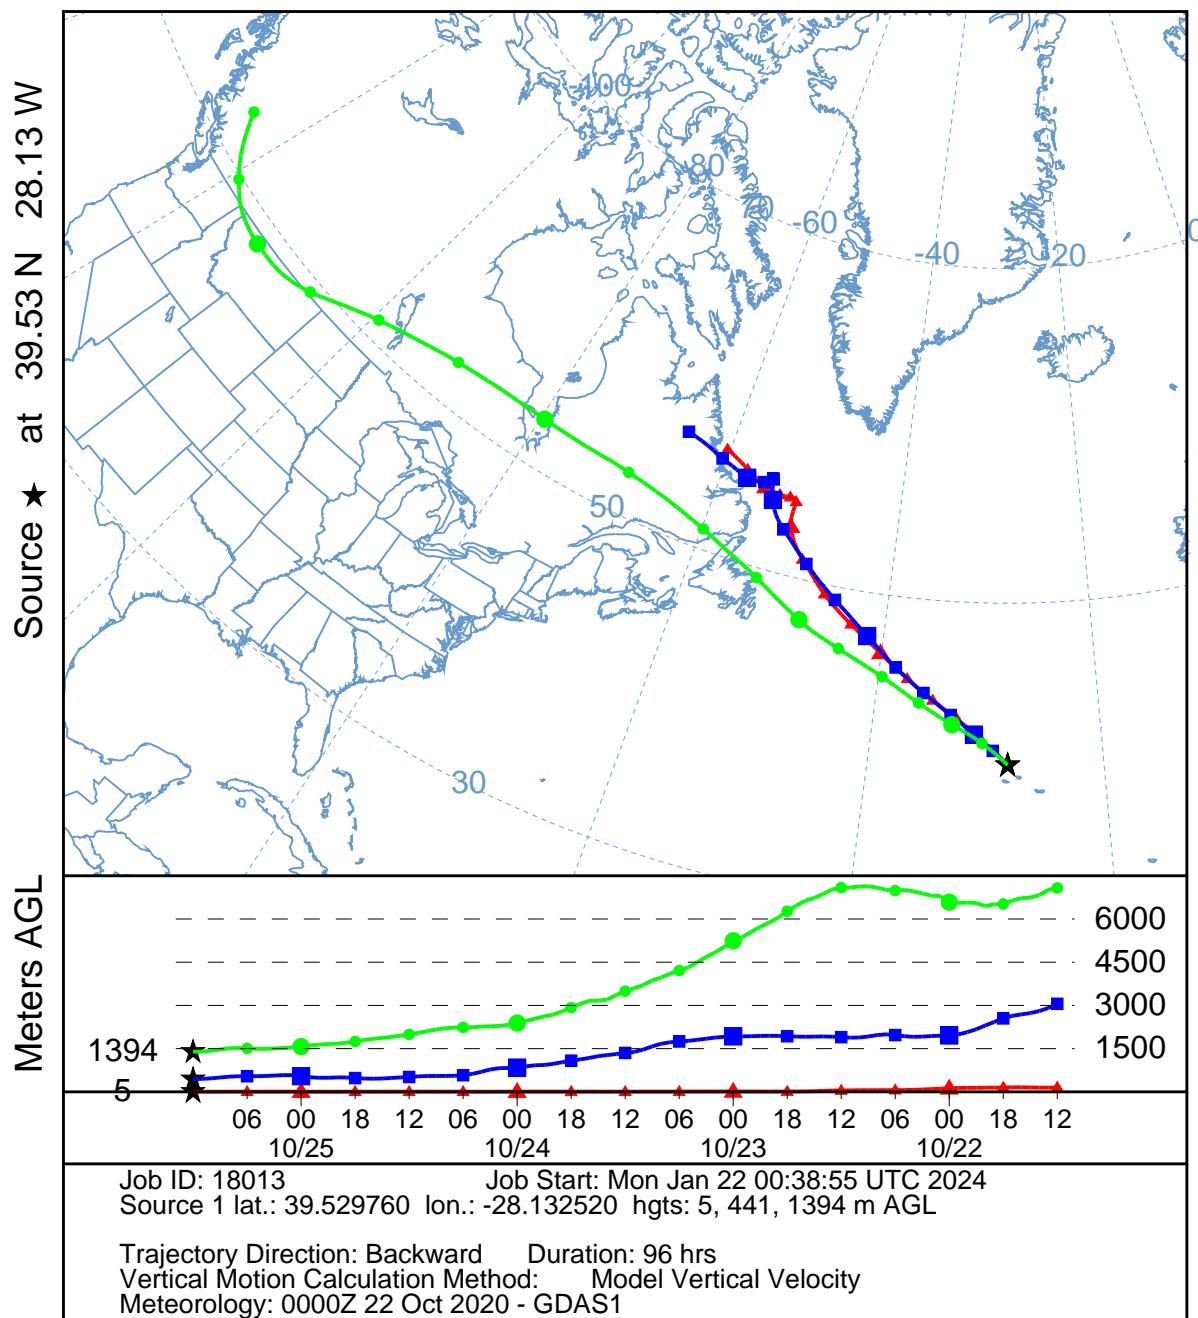 Source ★ at 39.53 N 28.13 W
-100
-80
-60
-40
-20
0
50
30
Meters AGL
6000
4500
3000
1500
1394
5
06 00 18 12 06 00 18 12 06 00 18 12 06 00 18 12
10/25 10/24 10/23 10/22
Job ID: 18013 Job Start: Mon Jan 22 00:38:55 UTC 2024
Source 1 lat.: 39.529760 lon.: -28.132520 hgts: 5, 441, 1394 m AGL
Trajectory Direction: Backward Duration: 96 hrs
Vertical Motion Calculation Method: Model Vertical Velocity
Meteorology: 0000Z 22 Oct 2020 - GDAS1